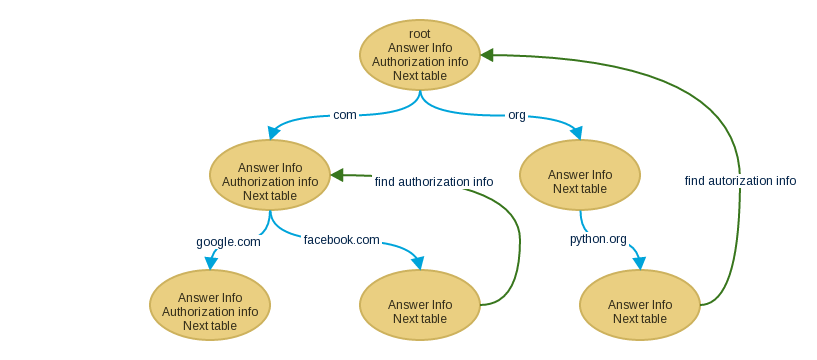 root
Answer Info
Authorization info
Next table
com
org
Answer Info
Authorization info
Next table
find authorization info
Answer Info
Next table
find autorization info
google.com
facebook.com
python.org
Answer Info
Authorization info
Next table
Answer Info
Next table
Answer Info
Next table